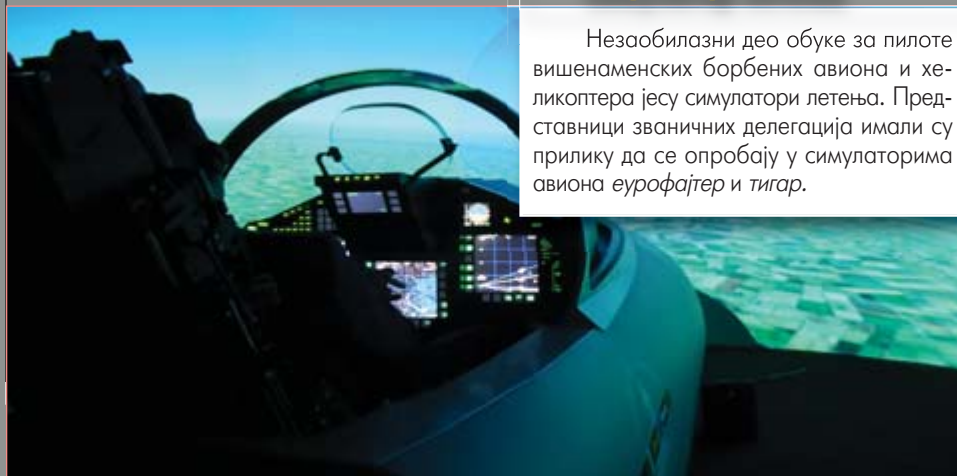 Незаобилазни део обуке за пилоте
вишенаменских борбених авиона и хе-
ликоптера јесу симулатори летења. Пред-
ставници званичних делегација имали су
прилику да се опробају у симулаторима
авиона еурофајтер и тигар.